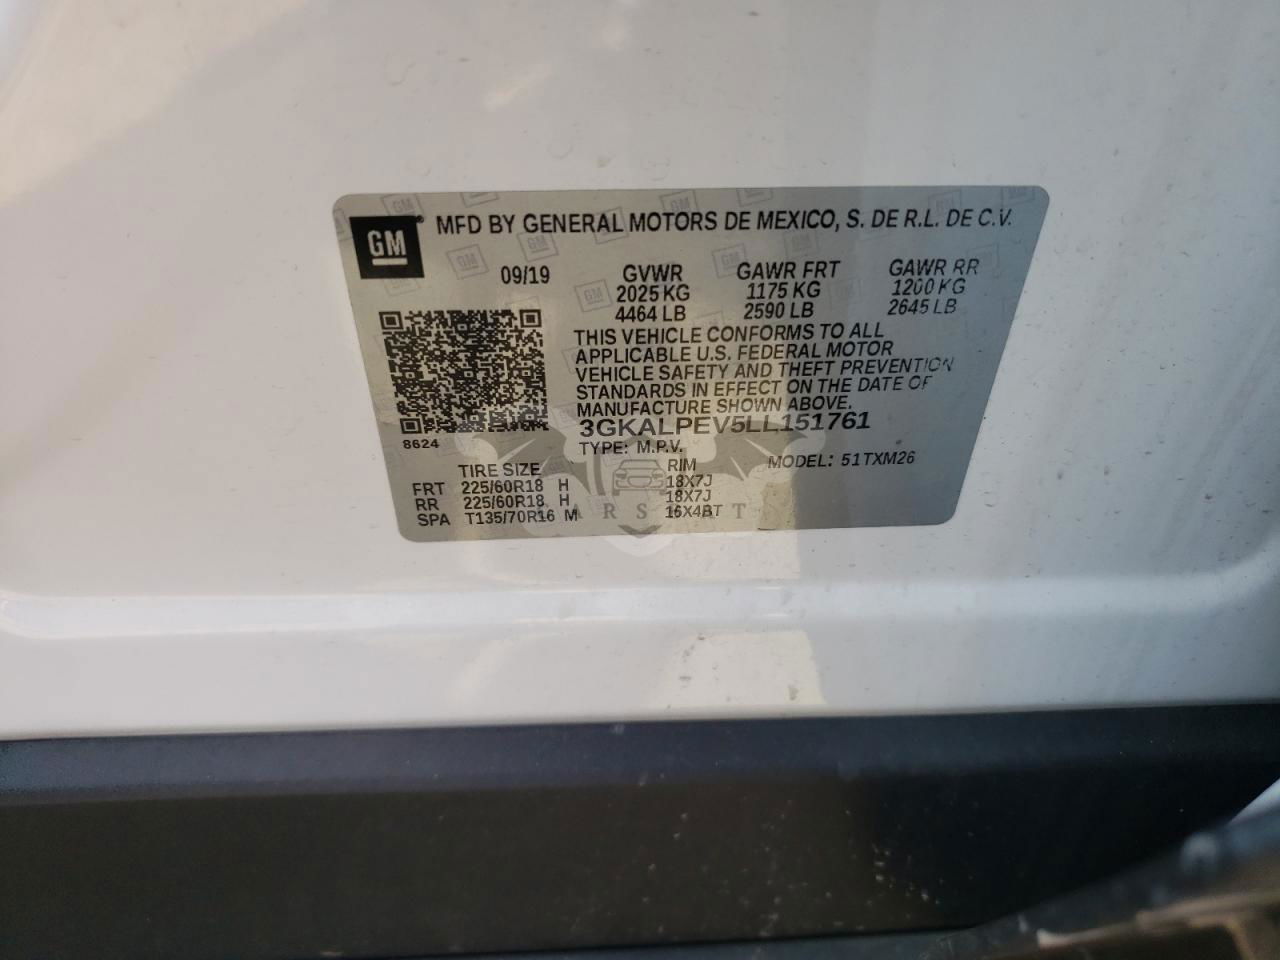 GM® MFD BY GENERAL MOTORS DE MEXICO, S. DE R.L. DE C.V.
09/19 GVWR GAWR FRT GAWR RR
2025 KG 1175 KG 1200 KG
4464 LB 2590 LB 2645 LB
THIS VEHICLE CONFORMS TO ALL
APPLICABLE U.S. FEDERAL MOTOR
VEHICLE SAFETY AND THEFT PREVENTION
STANDARDS IN EFFECT ON THE DATE OF
MANUFACTURE SHOWN ABOVE.
3GKALPEV5LL151761
8624 TYPE: M.P.V. MODEL: 51TXM26
TIRE SIZE RIM
FRT 225/60R18 H 18X7J
RR 225/60R18 H 18X7J
SPA T135/70R16 M 16X4BT